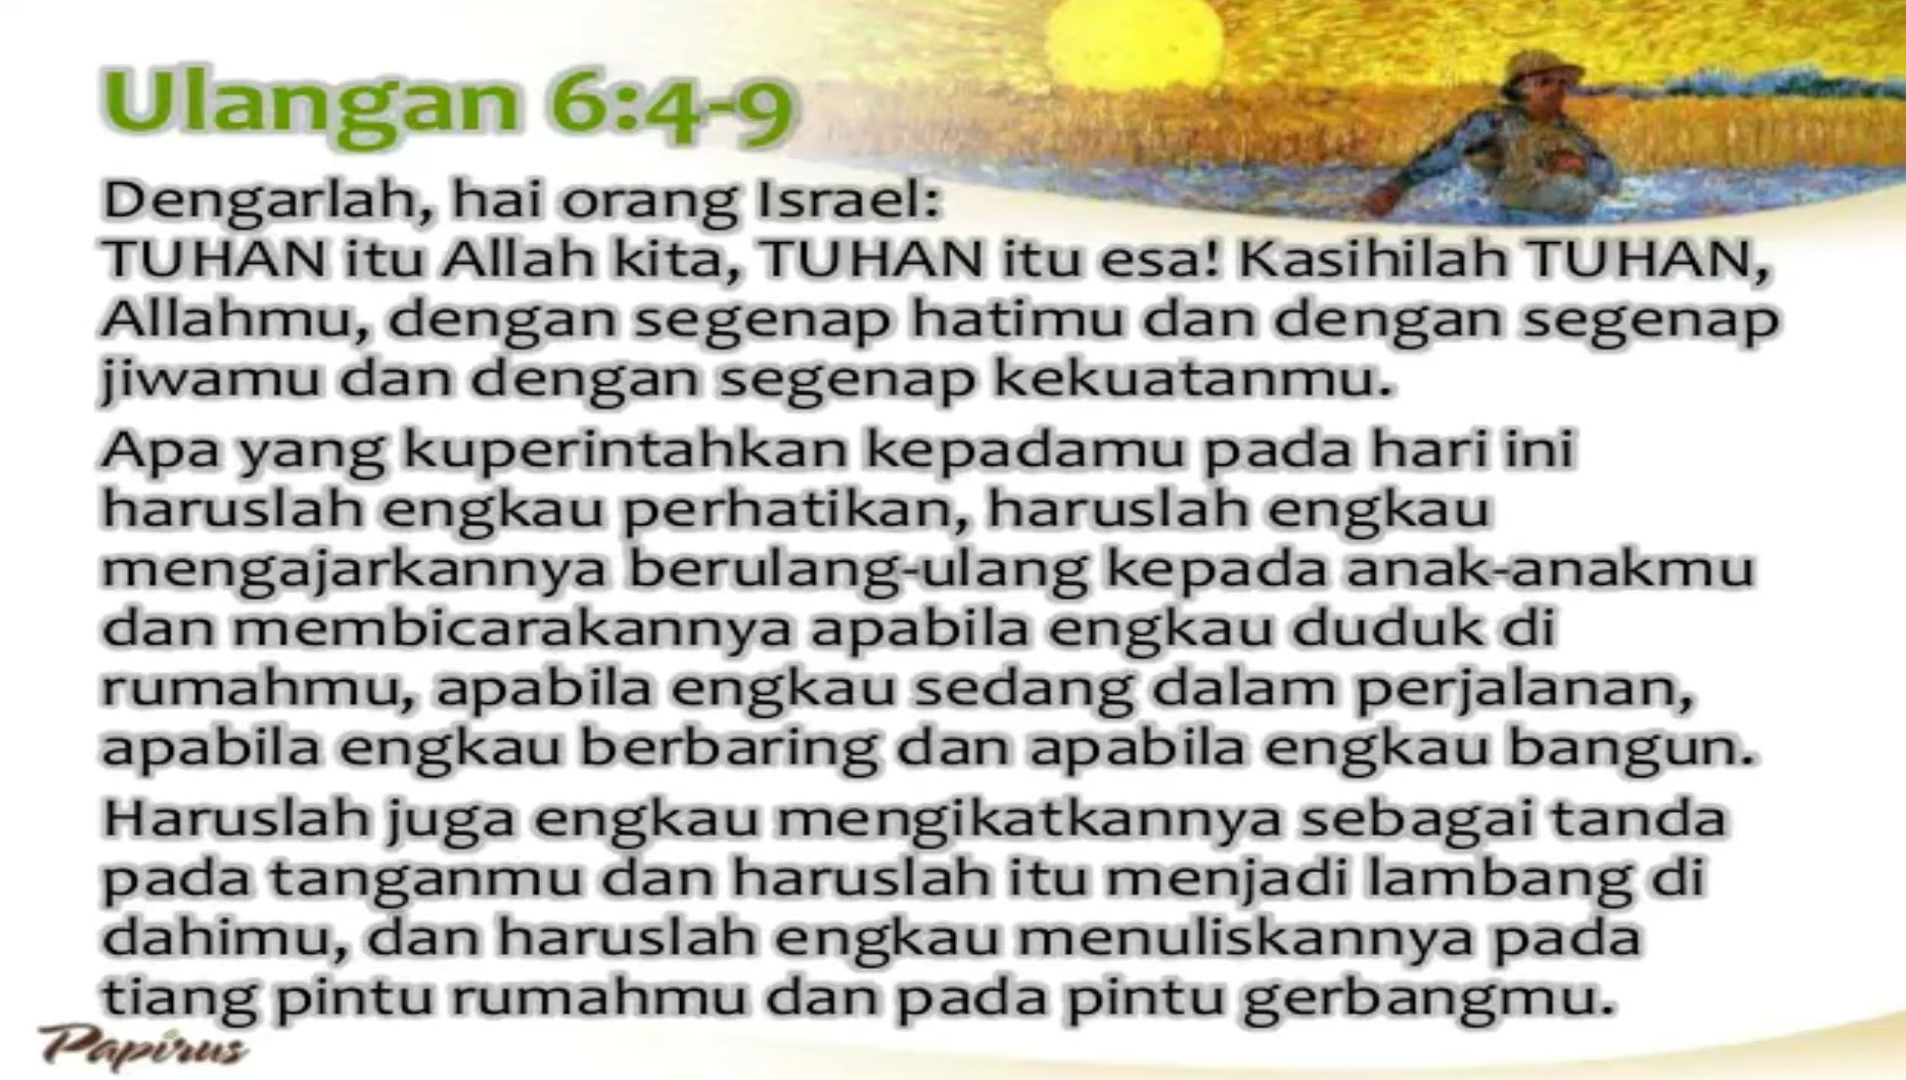 Ulangan 6:4-9
Dengarlah, hai orang Israel:
TUHAN itu Allah kita, TUHAN itu esa! Kasihilah TUHAN,
Allahmu, dengan segenap hatimu dan dengan segenap
jiwamu dan dengan segenap kekuatanmu.
Apa yang kuperintahkan kepadamu pada hari ini
haruslah engkau perhatikan, haruslah engkau
mengajarkannya berulang-ulang kepada anak-anakmu
dan membicarakannya apabila engkau duduk di
rumahmu, apabila engkau sedang dalam perjalanan,
apabila engkau berbaring dan apabila engkau bangun.
Haruslah juga engkau mengikatkannya sebagai tanda
pada tanganmu dan haruslah itu menjadi lambang di
dahimu, dan haruslah engkau menuliskannya pada
tiang pintu rumahmu dan pada pintu gerbangmu.
Papirus